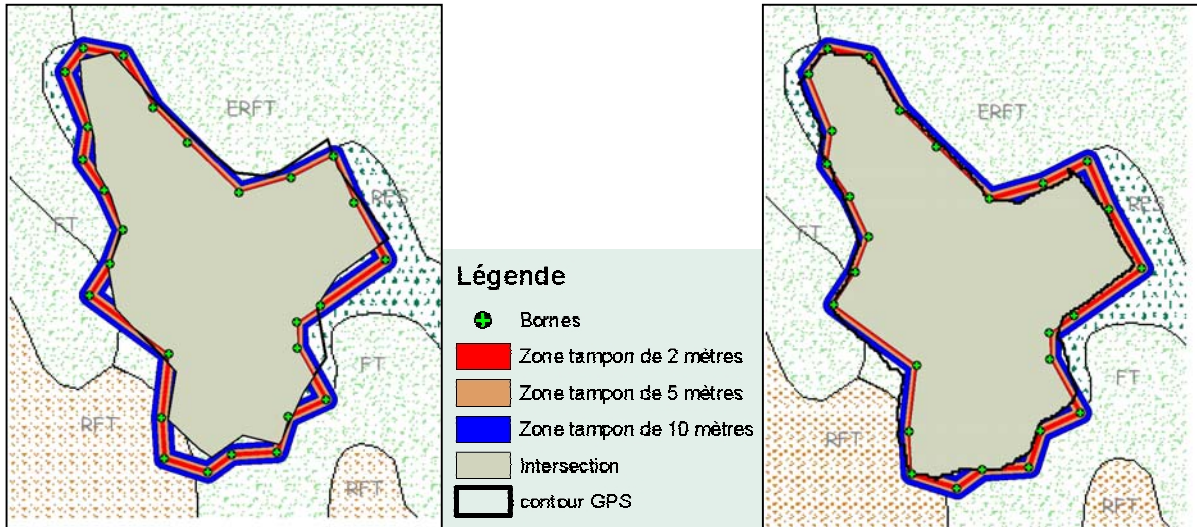 ERFT
RPS
FT
FT
RFT
RFT
Légende
Bornes
Zone tampon de 2 mètres
Zone tampon de 5 mètres
Zone tampon de 10 mètres
Intersection
contour GPS
ERFT
RPS
FT
FT
RFT
RFT